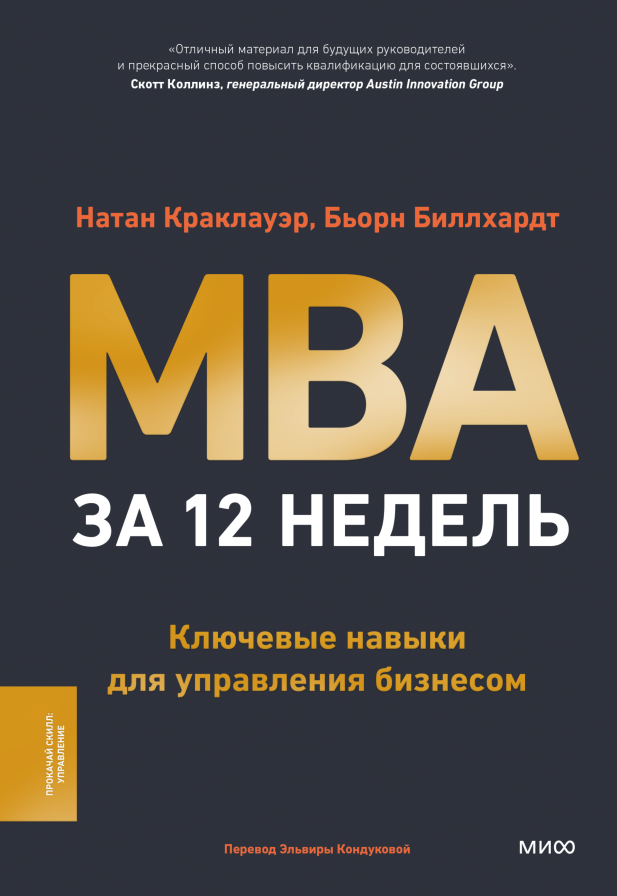 «Отличный материал для будущих руководителей
и прекрасный способ повысить квалификацию для состоявшихся».
Скотт Коллинз, генеральный директор Austin Innovation Group
Натан Краклауэр, Бьорн Биллхардт
MBA
ЗА 12 НЕДЕЛЬ
Ключевые навыки
для управления бизнесом
ПРОКАЧАЙ СКИЛЛ:
УПРАВЛЕНИЕ
Перевод Эльвиры Кондуковой
МИФ